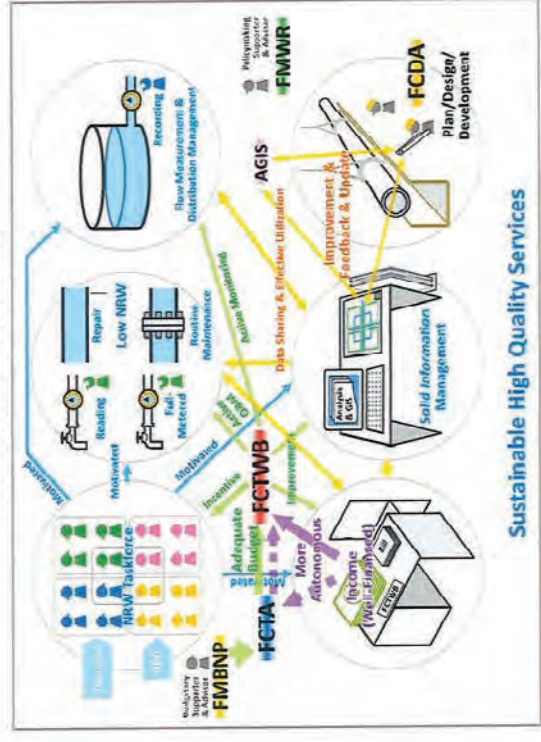 Motivated
NRW Taskforce
Motivated
Reading
Full-
Metered
Repair
Low NRW
Routine
Maintenance
Recording
Flow Measurement &
Distribution Management
Budgetary
Supporter
& Advisor
FMBNP
FCTA
Adequate
Budget
Motivated
More
Autonomous
Incentive
FCTWB
Improvement
Active
O&M
Motivated
Active Monitoring
Data Sharing & Effective Utilization
AGIS
Policymaking
Supporter
& Advisor
FMWR
Income
(Well-Financed)
FCTWB
Bill
Analysis
& GIS
Solid Information
Management
Improvement &
Feedback & Update
FCDA
Plan/Design/
Development
Sustainable High Quality Services